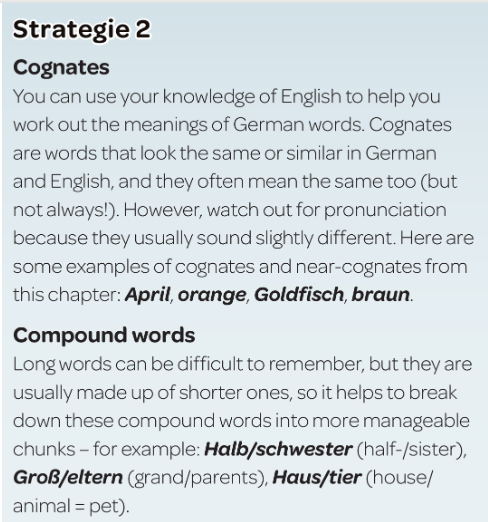 Strategie 2
Cognates
You can use your knowledge of English to help you
work out the meanings of German words. Cognates
are words that look the same or similar in German
and English, and they often mean the same too (but
not always!). However, watch out for pronunciation
because they usually sound slightly different. Here are
some examples of cognates and near-cognates from
this chapter: April, orange, Goldfisch, braun.
Compound words
Long words can be difficult to remember, but they are
usually made up of shorter ones, so it helps to break
down these compound words into more manageable
chunks – for example: Halb/schwester (half-/sister),
Groß/eltern (grand/parents), Haus/tier (house/
animal = pet).